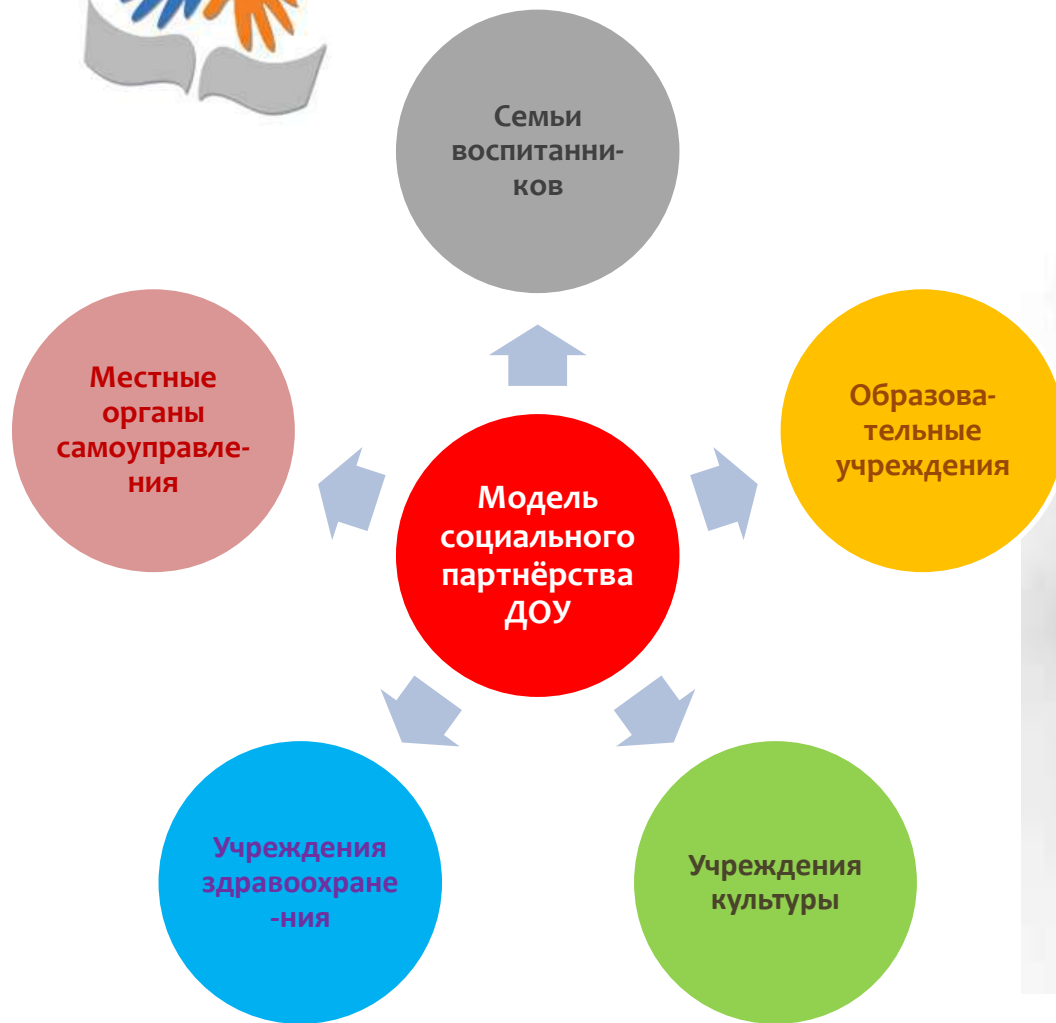 Семьи
воспитанни-
ков
Местные
органы
самоуправле-
ния
Образова-
тельные
учреждения
Модель
социального
партнёрства
ДОУ
Учреждения
здравоохране
-ния
Учреждения
культуры